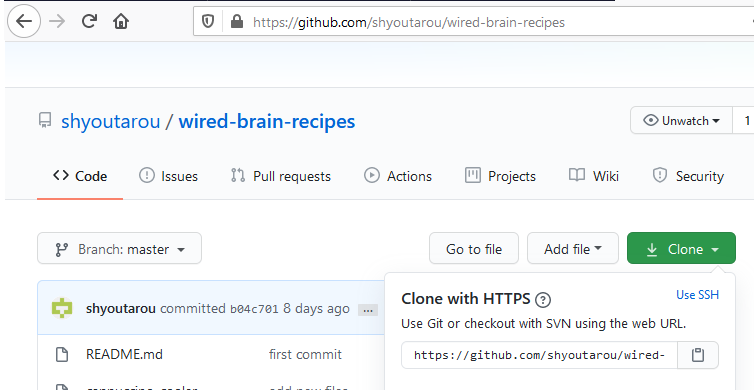 https://github.com/shyoutarou/wired-brain-recipes
shyoutarou / wired-brain-recipes
Unwatch
1
Code
Issues
Pull requests
Actions
Projects
Wiki
Security
Branch: master
Go to file
Add file
Clone
shyoutarou committed b04c701 8 days ago ...
Clone with HTTPS ?
Use SSH
Use Git or checkout with SVN using the web URL.
https://github.com/shyoutarou/wired-
README.md
first commit